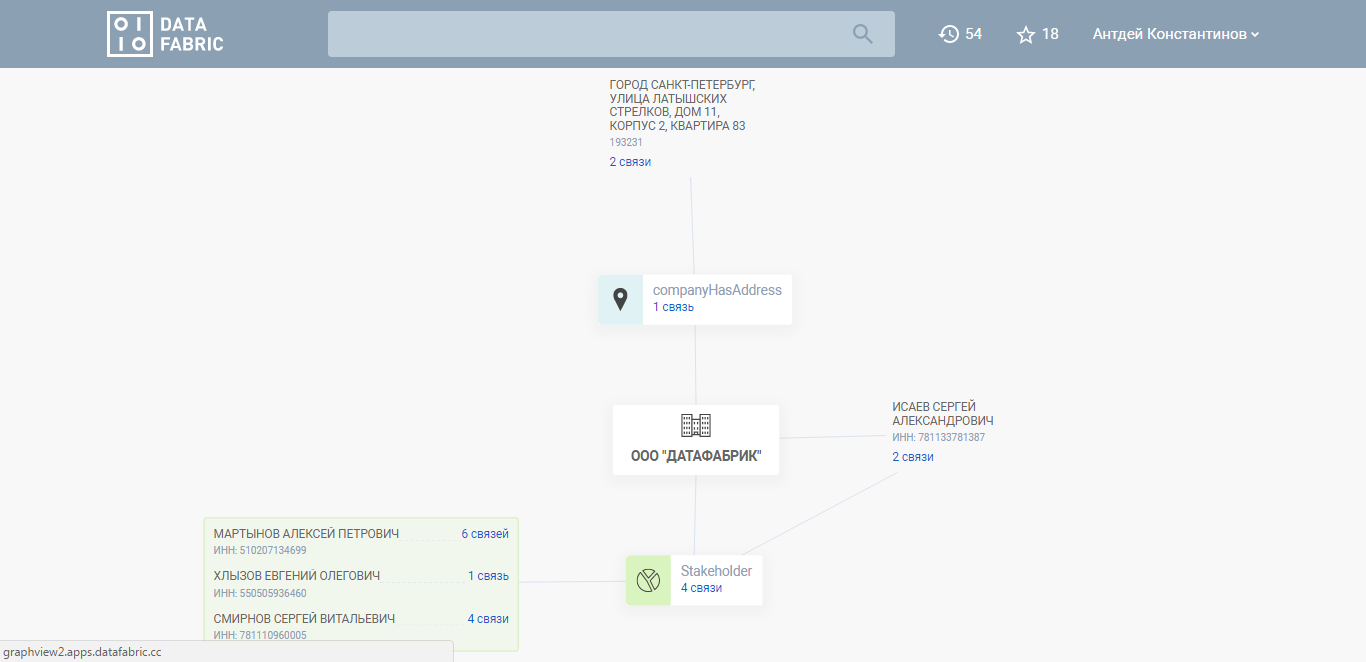 DATA
FABRIC
54
18
Антдей Константинов
ГОРОД САНКТ-ПЕТЕРБУРГ,
УЛИЦА ЛАТЫШСКИХ
СТРЕЛКОВ, ДОМ 11,
КОРПУС 2, КВАРТИРА 83
193231
2 связи
companyHasAddress
1 связь
ООО "ДАТАФАБРИК"
ИСАЕВ СЕРГЕЙ
АЛЕКСАНДРОВИЧ
ИНН: 781133781387
2 связи
Stakeholder
4 связи
МАРТЫНОВ АЛЕКСЕЙ ПЕТРОВИЧ 6 связей
ИНН: 510207134699
ХЛЫЗОВ ЕВГЕНИЙ ОЛЕГОВИЧ 1 связь
ИНН: 550505936460
СМИРНОВ СЕРГЕЙ ВИТАЛЬЕВИЧ 4 связи
ИНН: 781110960005
graphview2.apps.datafabric.cc